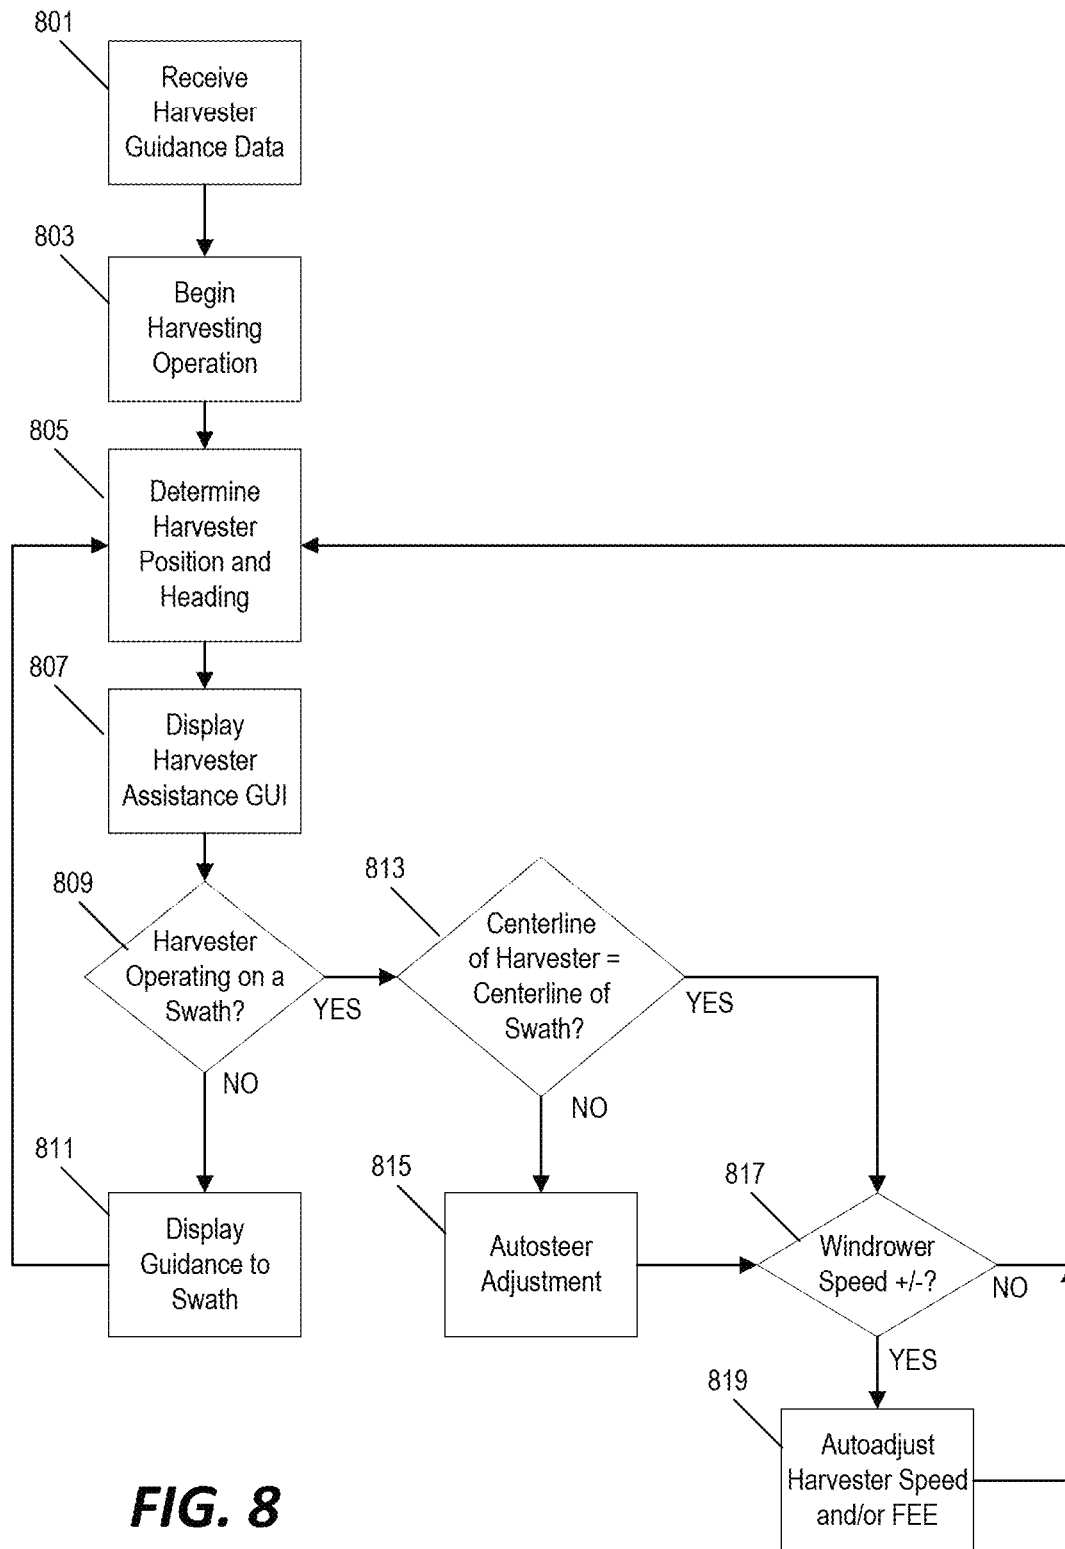 801
Receive
Harvester
Guidance Data
803
Begin
Harvesting
Operation
805
Determine
Harvester
Position and
Heading
807
Display
Harvester
Assistance GUI
809
Harvester
Operating on a
Swath?
YES
NO
811
Display
Guidance to
Swath
813
Centerline
of Harvester =
Centerline of
Swath?
YES
NO
815
Autosteer
Adjustment
817
Windrower
Speed +/-?
NO
YES
819
Autoadjust
Harvester Speed
and/or FEE
FIG. 8